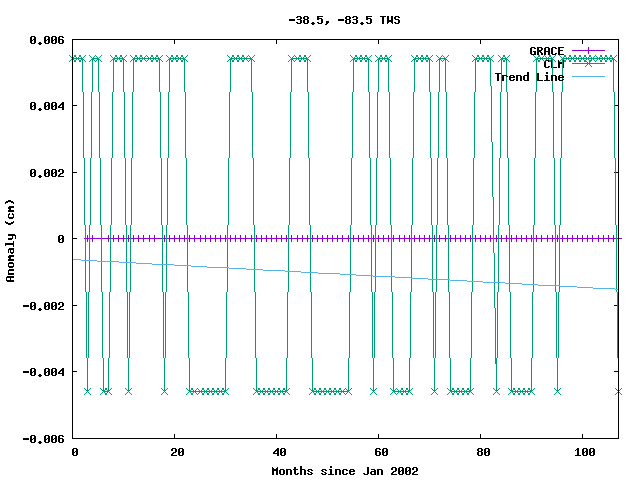 -38.5, -83.5 TWS
0.006
0.004
0.002
0
-0.002
-0.004
-0.006
Anomaly (cm)
GRACE
CLM
Trend Line
0 20 40 60 80 100
Months since Jan 2002